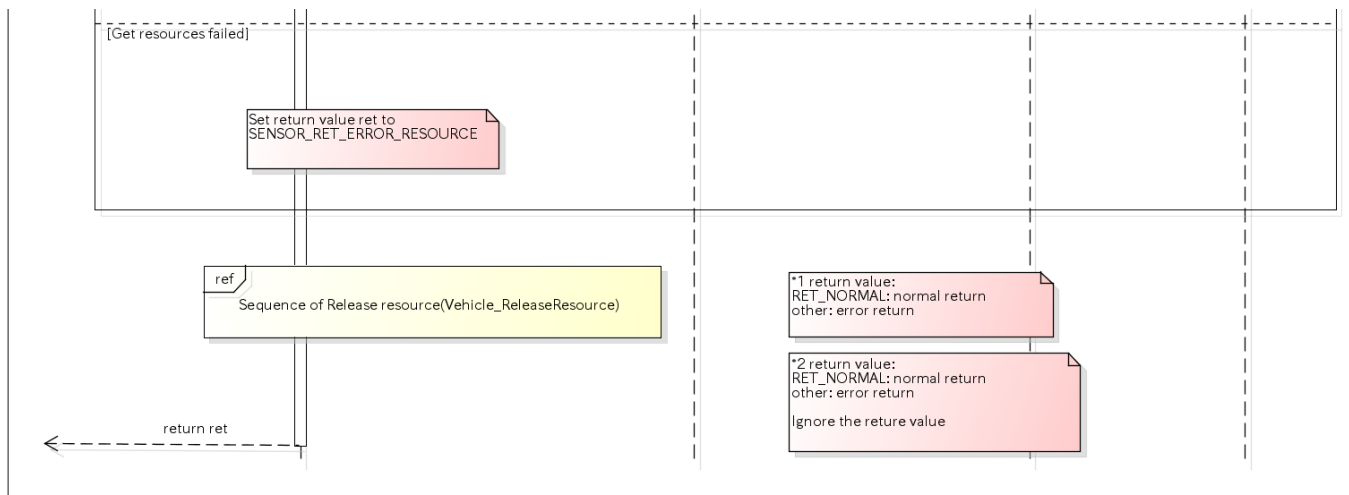 [Get resources failed]
Set return value ret to
SENSOR_RET_ERROR_RESOURCE
ref
Sequence of Release resource(Vehicle_ReleaseResource)
*1 return value:
RET_NORMAL: normal return
other: error return
*2 return value:
RET_NORMAL: normal return
other: error return
Ignore the reture value
return ret